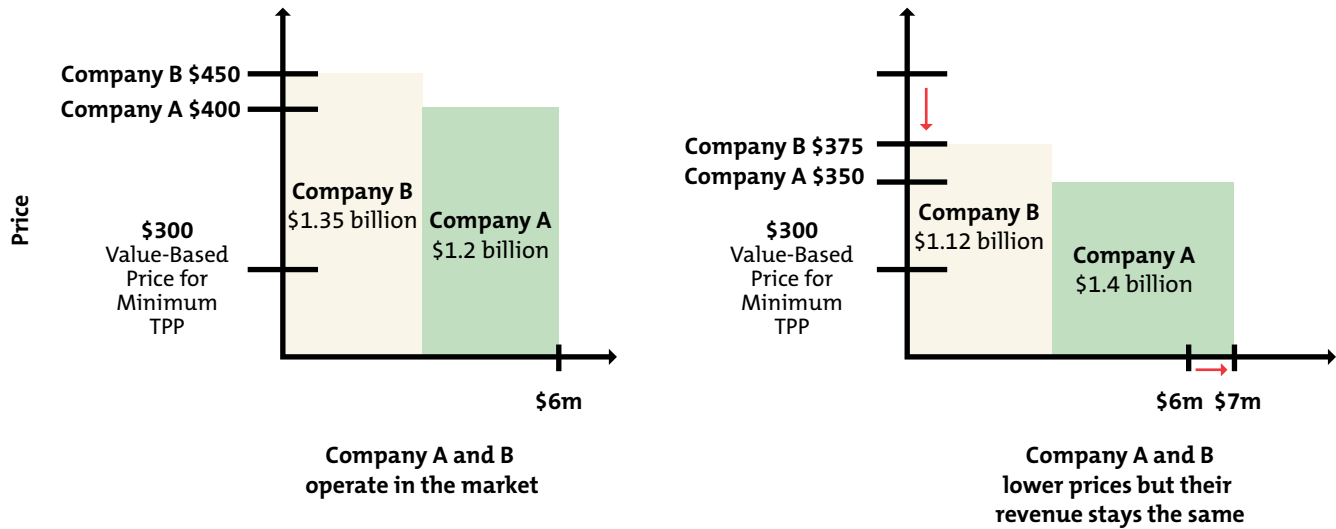 Price
Company B $450
Company A $400
$300
Value-Based
Price for
Minimum
TPP
Company B
$1.35 billion
Company A
$1.2 billion
$6m
Company A and B
operate in the market
Company B $375
Company A $350
$300
Value-Based
Price for
Minimum
TPP
Company B
$1.12 billion
Company A
$1.4 billion
$6m $7m
Company A and B
lower prices but their
revenue stays the same